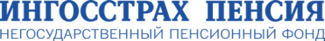 ИНГОССТРАХ ПЕНСИЯ
НЕГОСУДАРСТВЕННЫЙ ПЕНСИОННЫЙ ФОНД